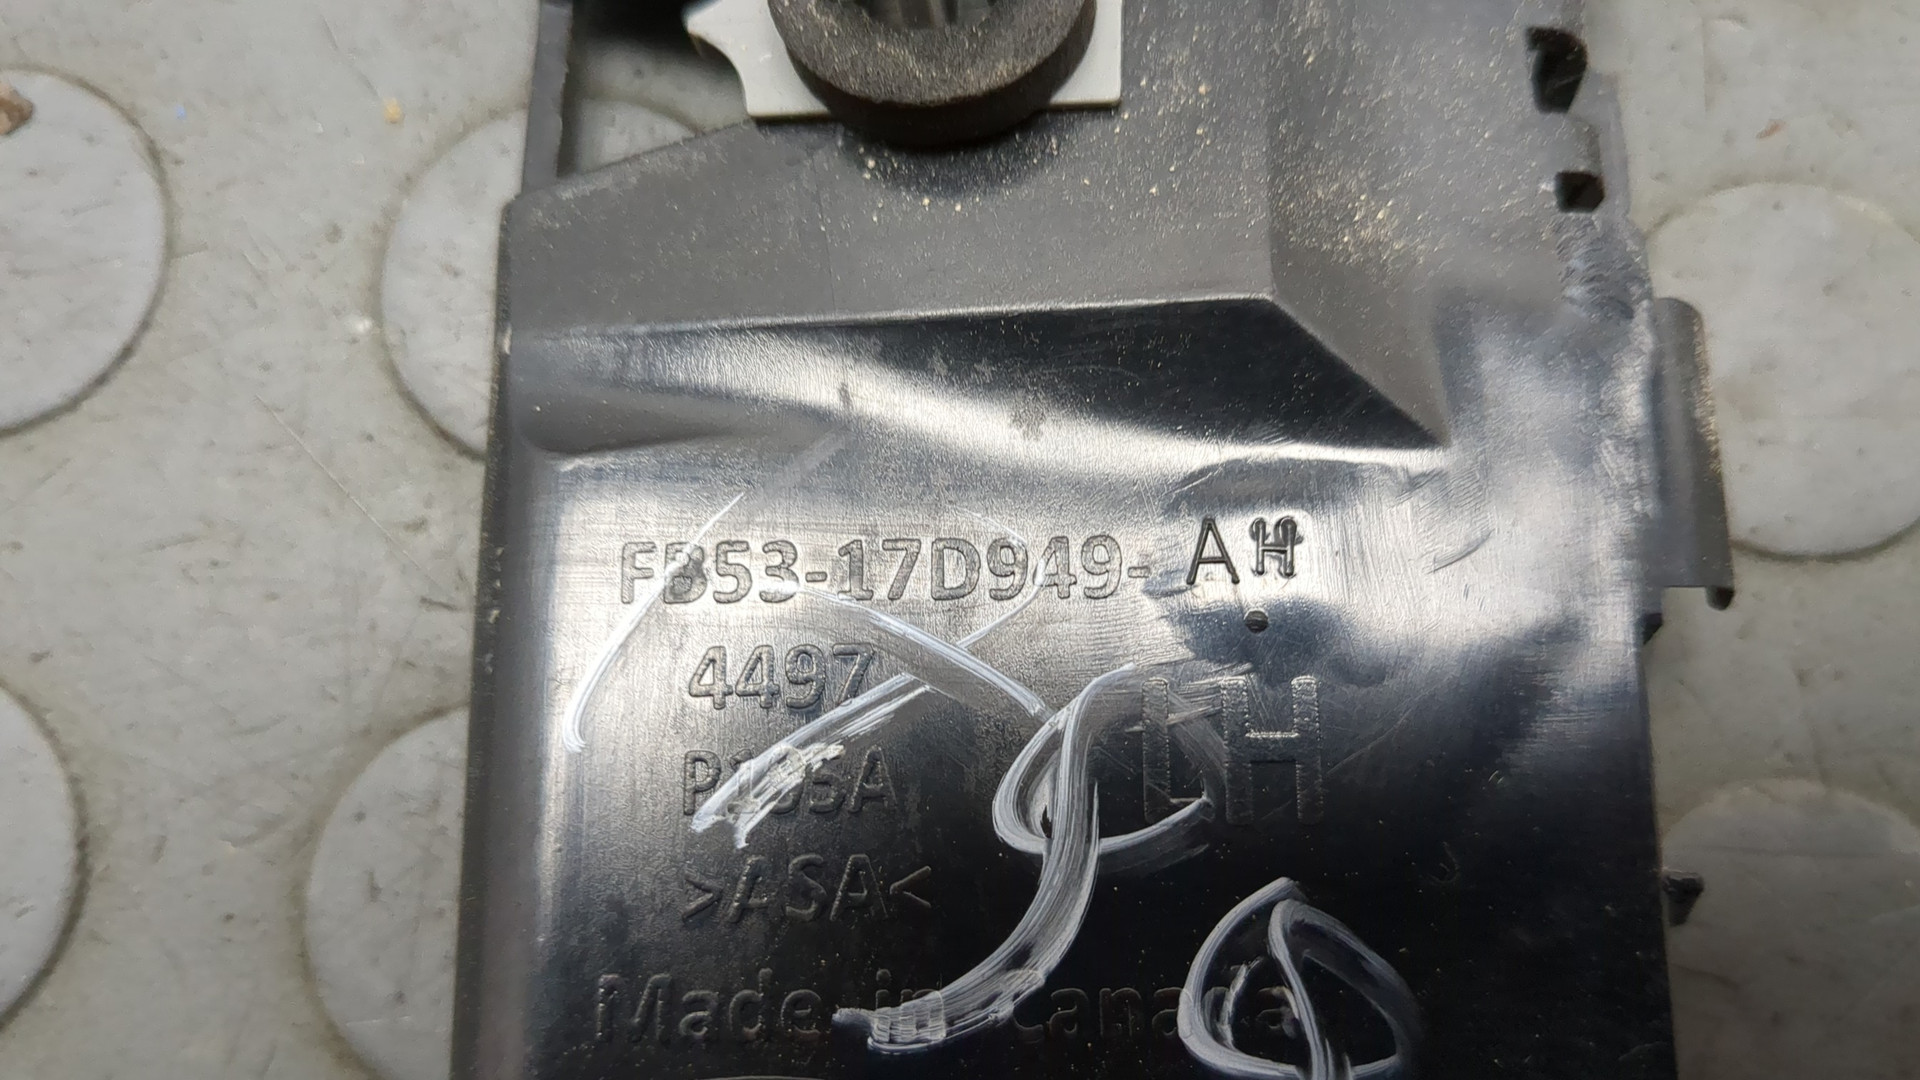 FB53-17D949- AH
4497
LH
>ASA<
Made in Canada